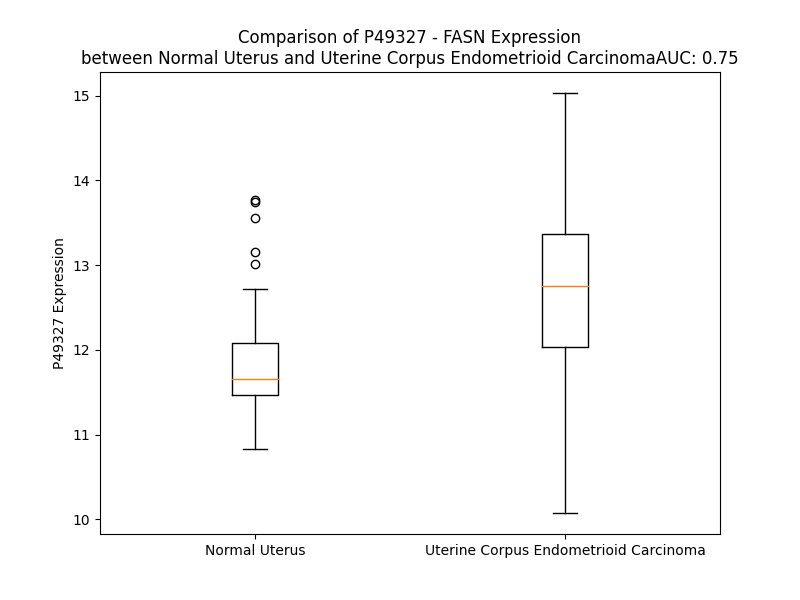 Comparison of P49327 - FASN Expression
between Normal Uterus and Uterine Corpus Endometrioid CarcinomaAUC: 0.75
15
14
13
12
11
10
P49327 Expression
Normal Uterus
Uterine Corpus Endometrioid Carcinoma